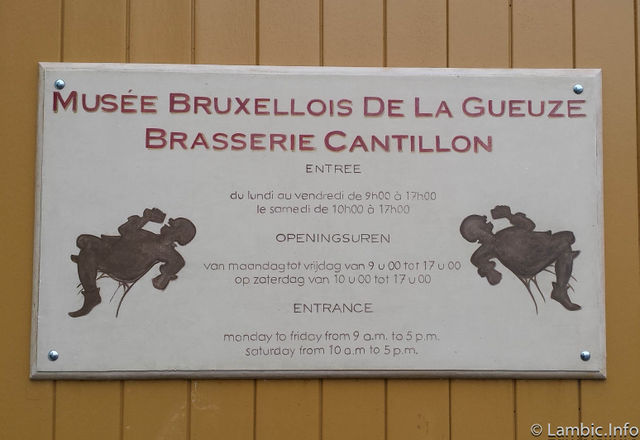 MUSÉE BRUXELLOIS DE LA GUEUZE
BRASSERIE CANTILLON
ENTREE
du lundi au vendredi de 9h00 à 17h00
le samedi de 10h00 à 17h00
OPENINGSUREN
van maandag tot vrijdag van 9 u 00 tot 17 u 00
op zaterdag van 10 u 00 tot 17 u 00
ENTRANCE
monday to friday from 9 a.m. to 5 p.m.
saturday from 10 a.m to 5 p.m.
© Lambic.Info